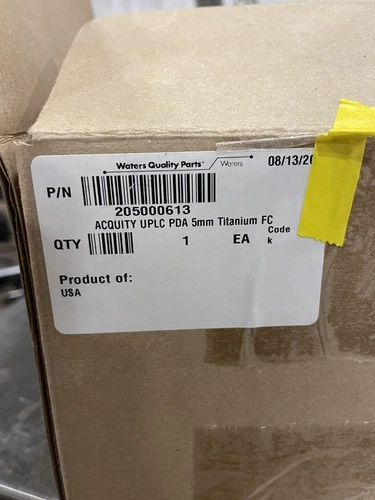 Waters Quality Parts™ Waters 08/13/20
P/N
205000613
ACQUITY UPLC PDA 5mm Titanium FC
Code
QTY 1 EA k
Product of:
USA